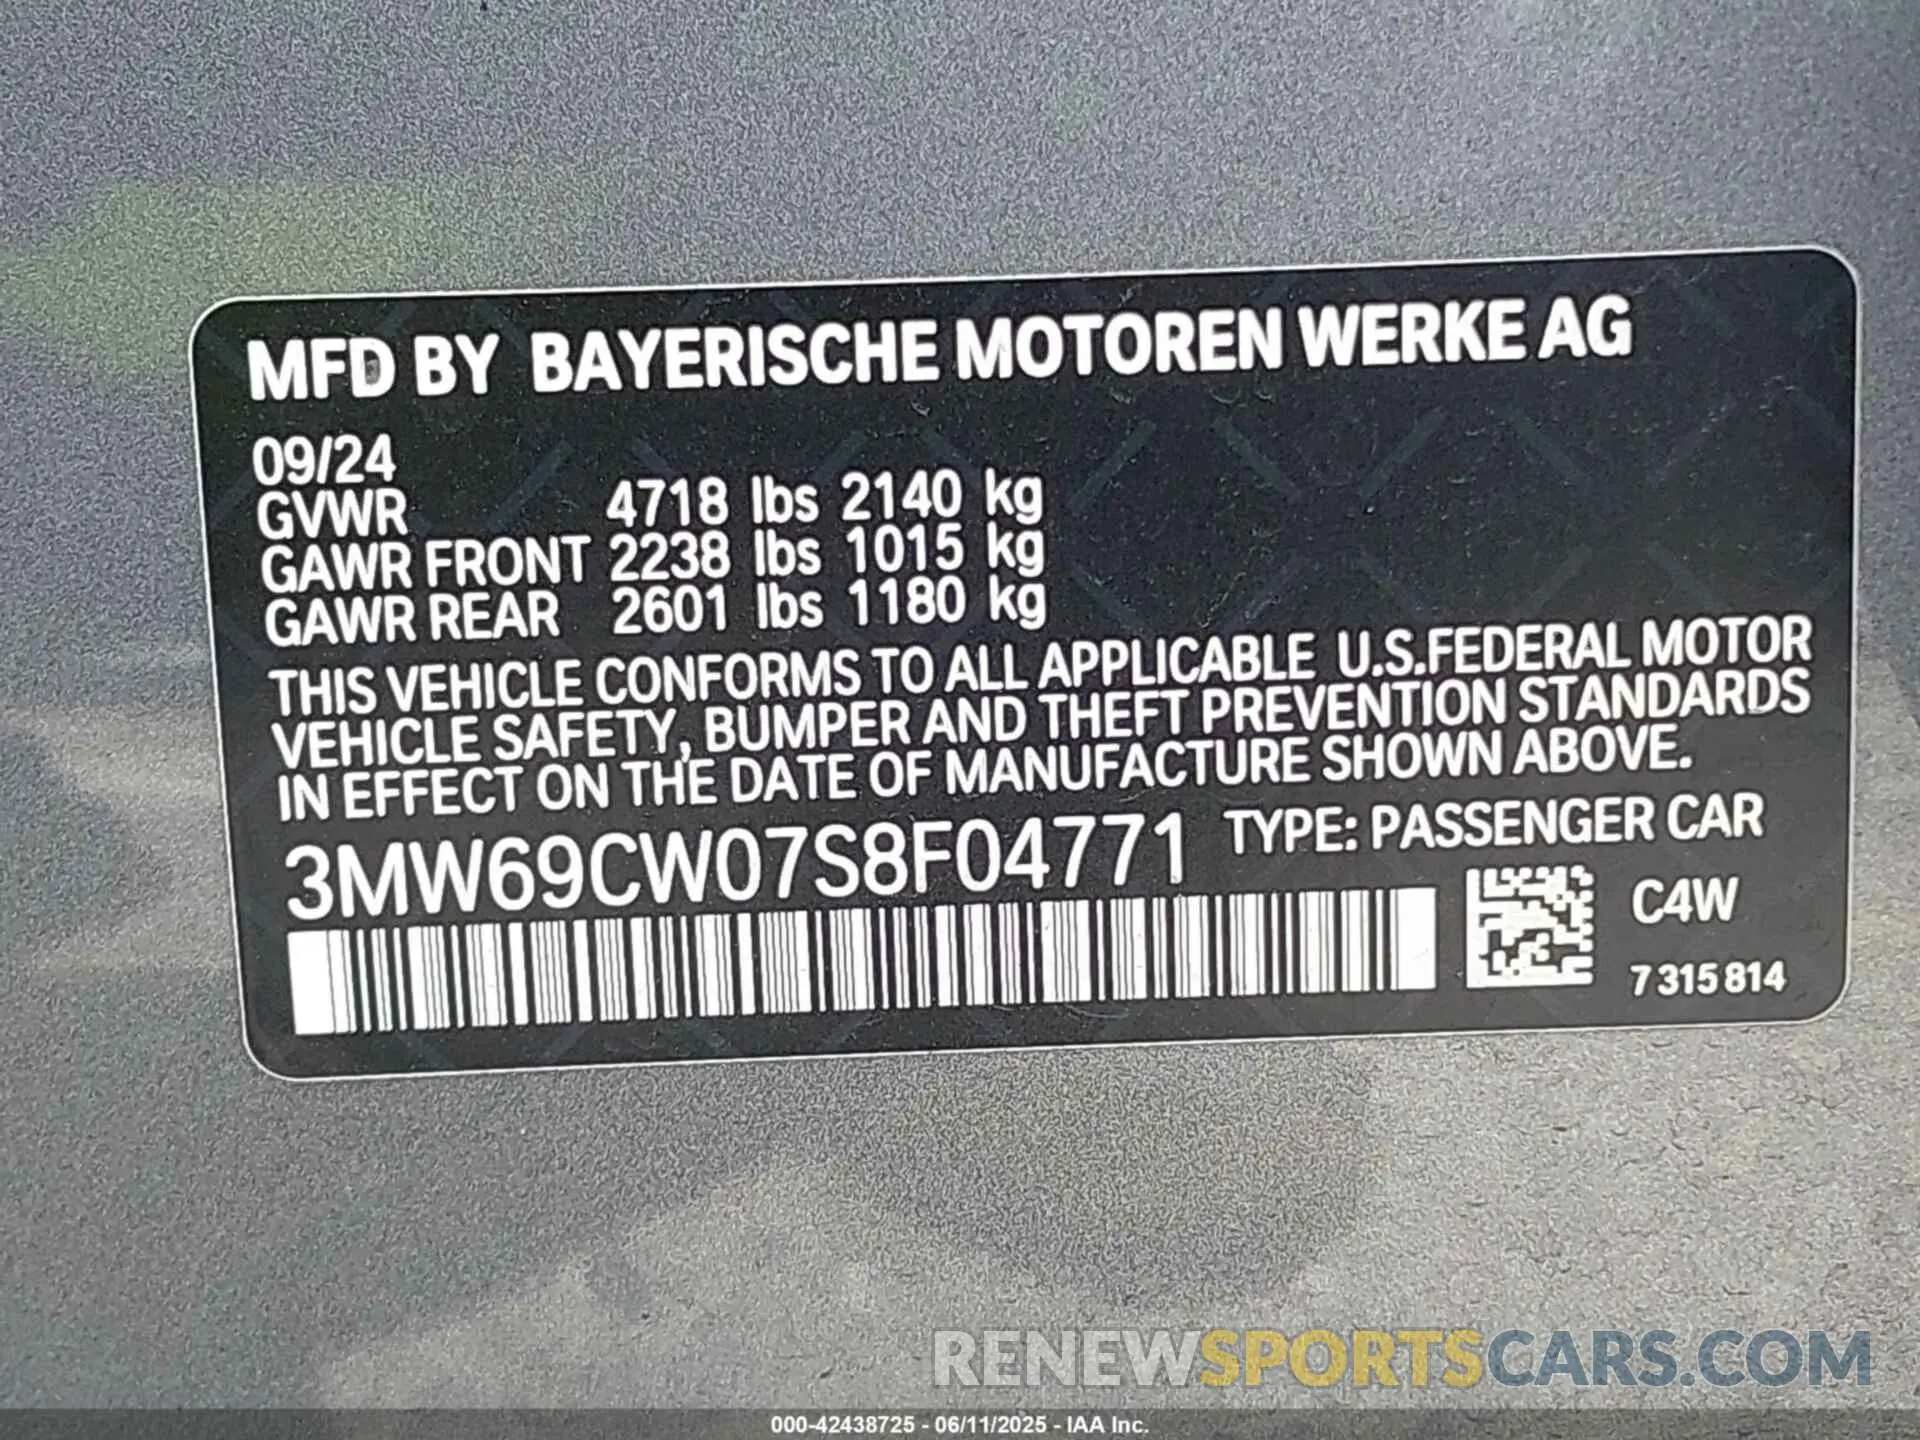 MFD BY BAYERISCHE MOTOREN WERKE AG
09/24
GVWR 4718 lbs 2140 kg
GAWR FRONT 2238 lbs 1015 kg
GAWR REAR 2601 lbs 1180 kg
THIS VEHICLE CONFORMS TO ALL APPLICABLE U.S.FEDERAL MOTOR
VEHICLE SAFETY, BUMPER AND THEFT PREVENTION STANDARDS
IN EFFECT ON THE DATE OF MANUFACTURE SHOWN ABOVE.
3MW69CW07S8F04771 TYPE: PASSENGER CAR
C4W
7 315 814
RENEWSPORTSCARS.COM
000-42438725 - 06/11/2025 - IAA Inc.